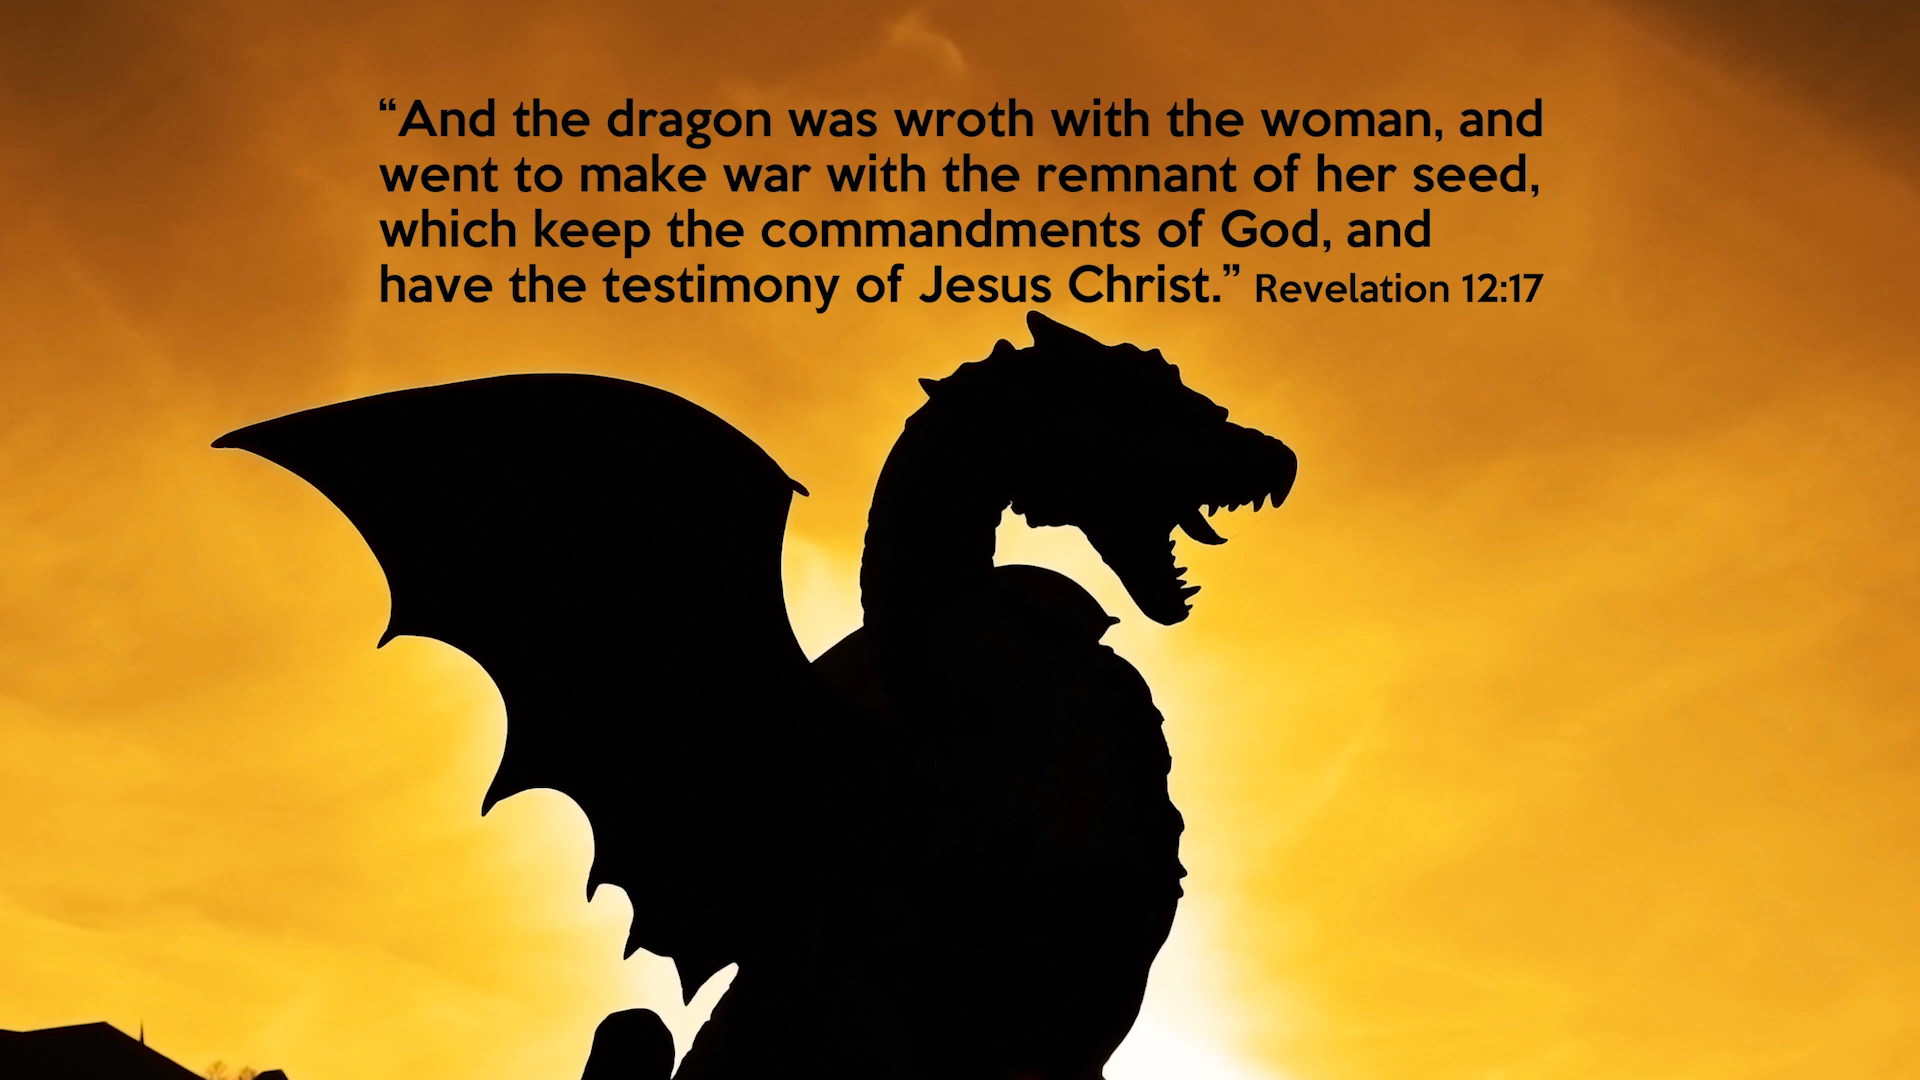 “And the dragon was wroth with the woman, and
went to make war with the remnant of her seed,
which keep the commandments of God, and
have the testimony of Jesus Christ.” Revelation 12:17